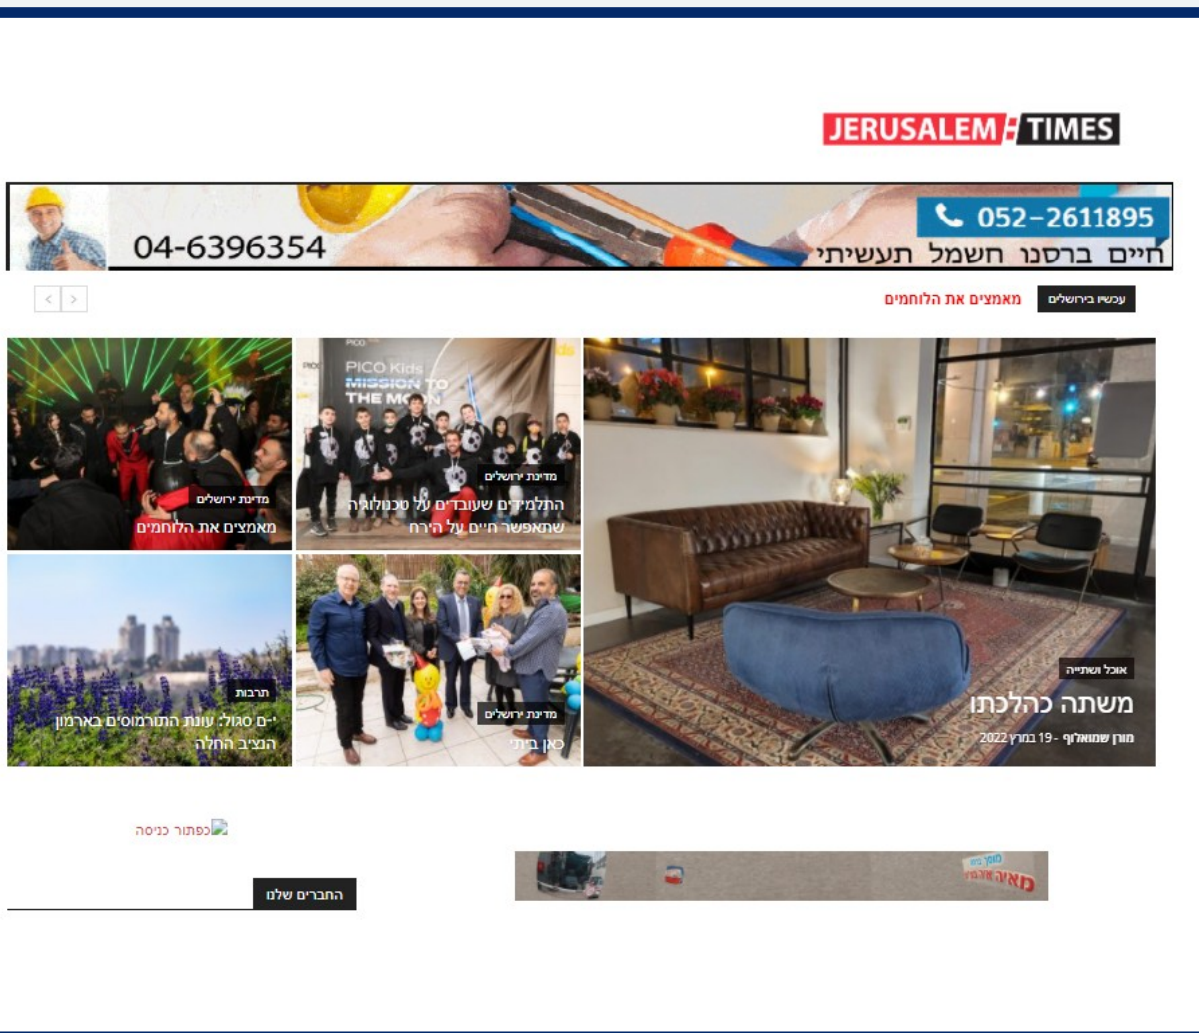 JERUSALEM TIMES
052-2611895
04-6396354
חיים ברסנו חשמל תעשיתי
עכשיו בירושלים
מאמצים את הלוחמים
אוכל ושתייה
משתה כהלכתו
מורן שמואלוף - 19 במרץ 2022
PICO Kids
MISSION TO
THE MOON
מדינת ירושלים
התלמידים שעובדים על טכנולוגיה
שתאפשר חיים על הירח
מדינת ירושלים
מאמצים את הלוחמים
מדינת ירושלים
כאן ביתי
תרבות
י-ם סגול: עונת התורמוסים בארמון
הנציב החלה
כפתור כניסה
החברים שלנו